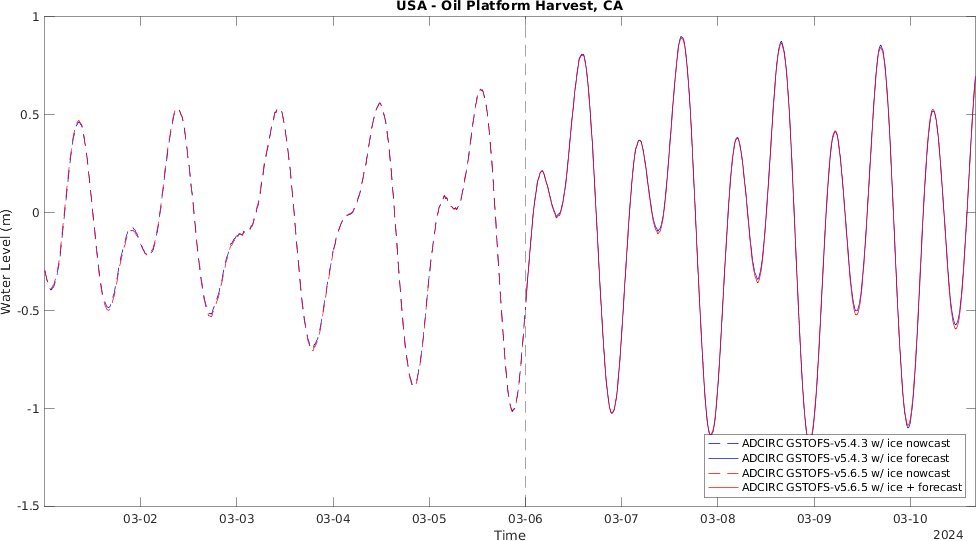 USA - Oil Platform Harvest, CA
Water Level (m)
1
0.5
0
-0.5
-1
-1.5
03-02 03-03 03-04 03-05 03-06 03-07 03-08 03-09 03-10
Time
2024
ADCIRC GSTOFS-v5.4.3 w/ ice nowcast
ADCIRC GSTOFS-v5.4.3 w/ ice forecast
ADCIRC GSTOFS-v5.6.5 w/ ice nowcast
ADCIRC GSTOFS-v5.6.5 w/ ice + forecast